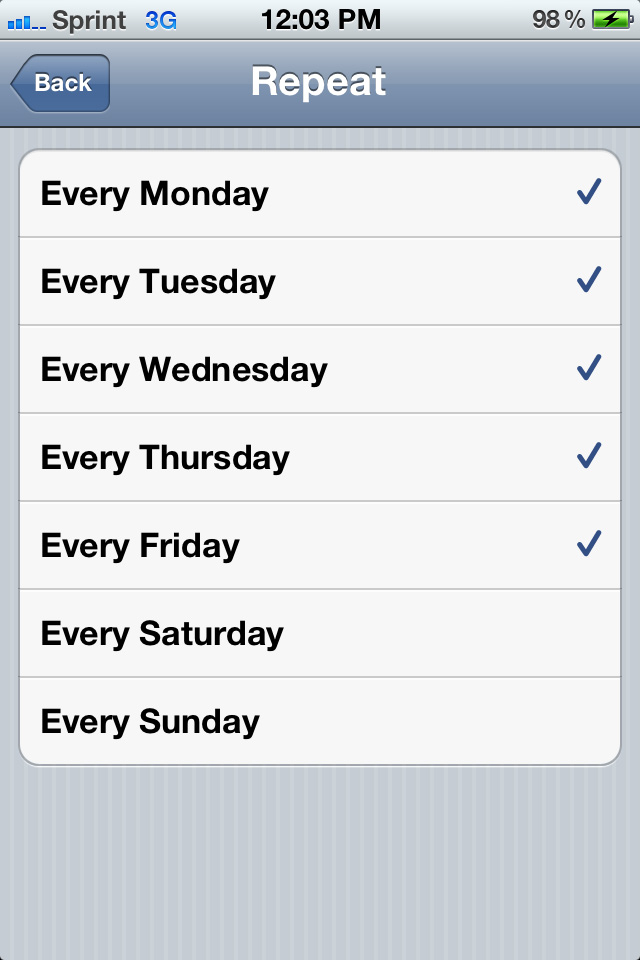 Sprint 3G 12:03 PM 98 %
Back Repeat
Every Monday
Every Tuesday
Every Wednesday
Every Thursday
Every Friday
Every Saturday
Every Sunday